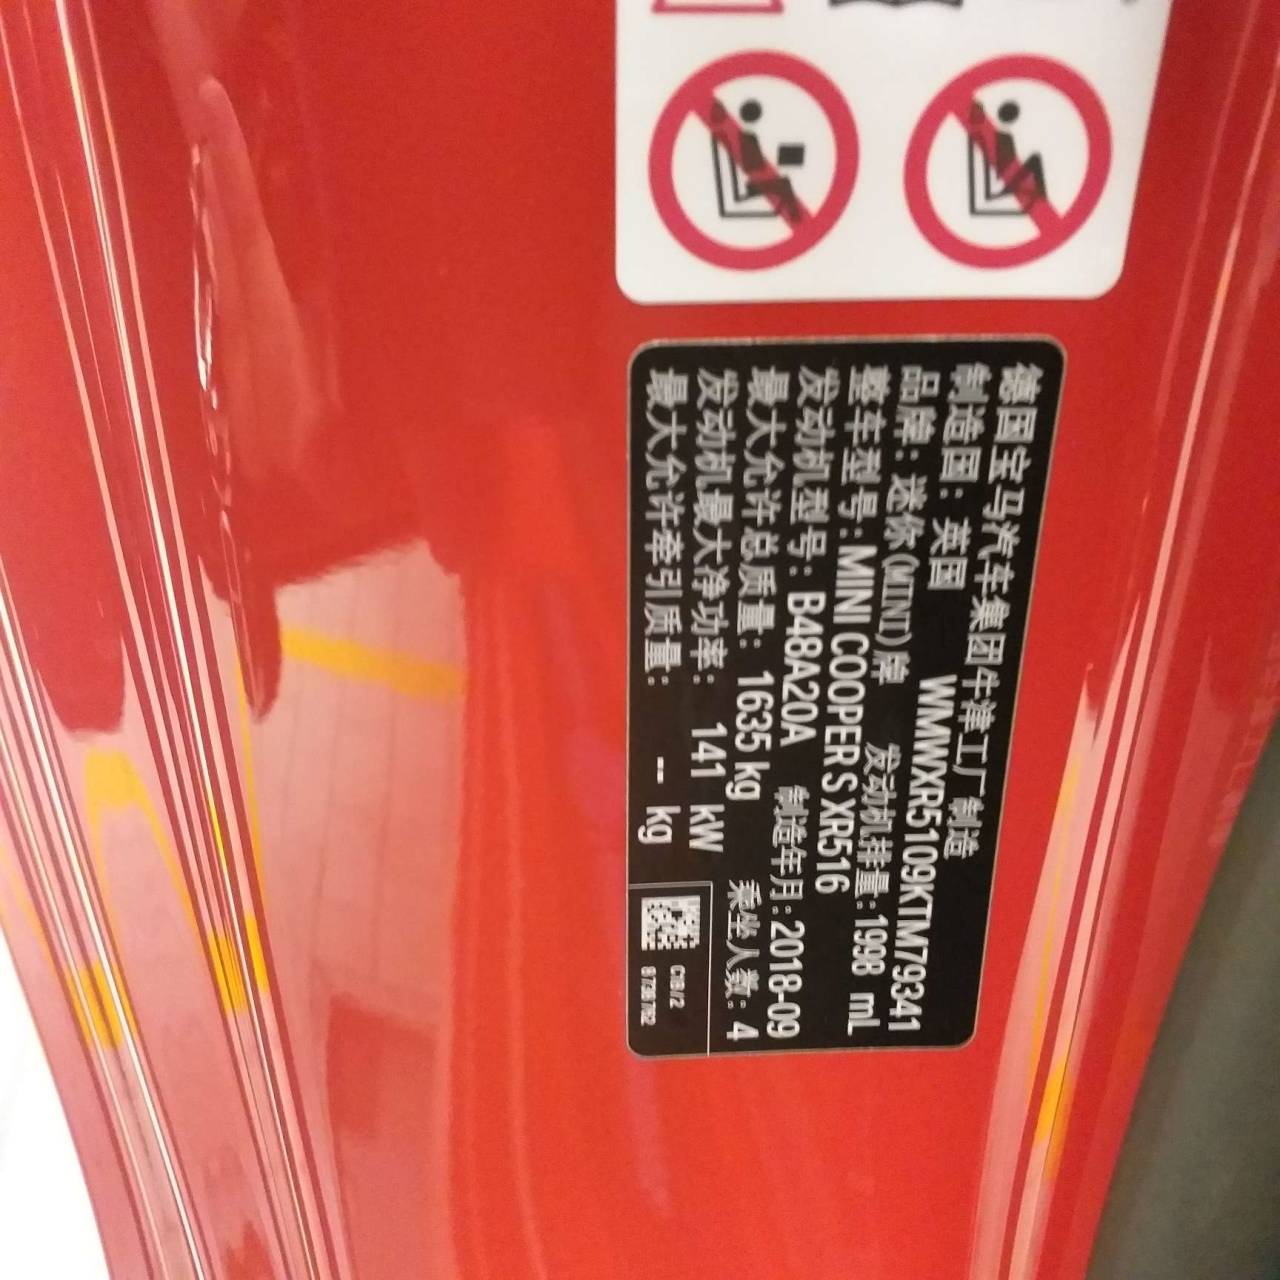 德国宝马汽车集团牛津工厂制造
制造国：英国 WMWXR5109KTM79341
品牌：迷你(MINI)牌 发动机排量：1998 mL
整车型号：MINI COOPER S XR516
发动机型号：B48A20A 制造年月：2018-09
最大允许总质量：1635 kg 乘坐人数：4
发动机最大净功率：141 kW
最大允许牵引质量：-- kg